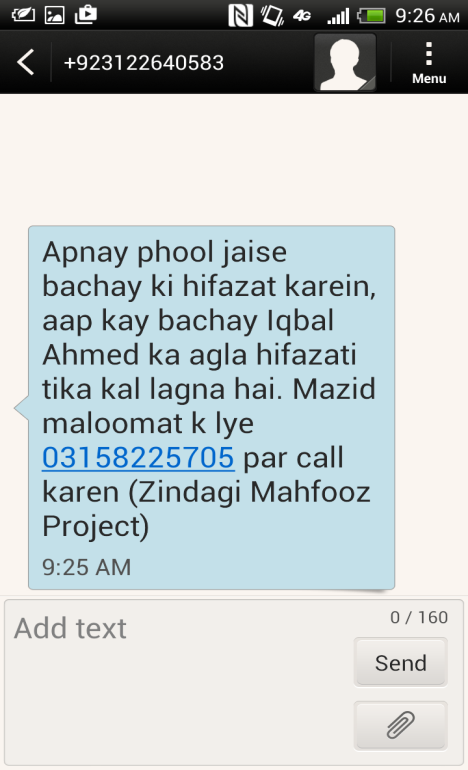 4G 9:26 AM
+923122640583
Menu
Apnay phool jaise
bachay ki hifazat karein,
aap kay bachay Iqbal
Ahmed ka agla hifazati
tika kal lagna hai. Mazid
maloomat k lye
03158225705 par call
karen (Zindagi Mahfooz
Project)
9:25 AM
Add text
0 / 160
Send